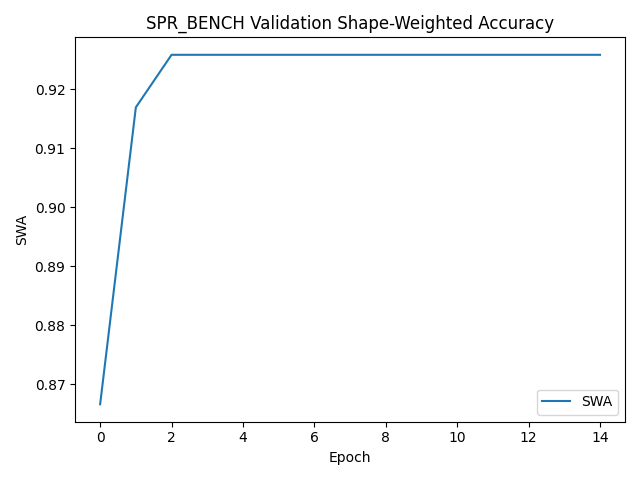 SPR_BENCH Validation Shape-Weighted Accuracy
0.92
0.91
0.90
0.89
0.88
0.87
SWA
SWA
0 2 4 6 8 10 12 14
Epoch